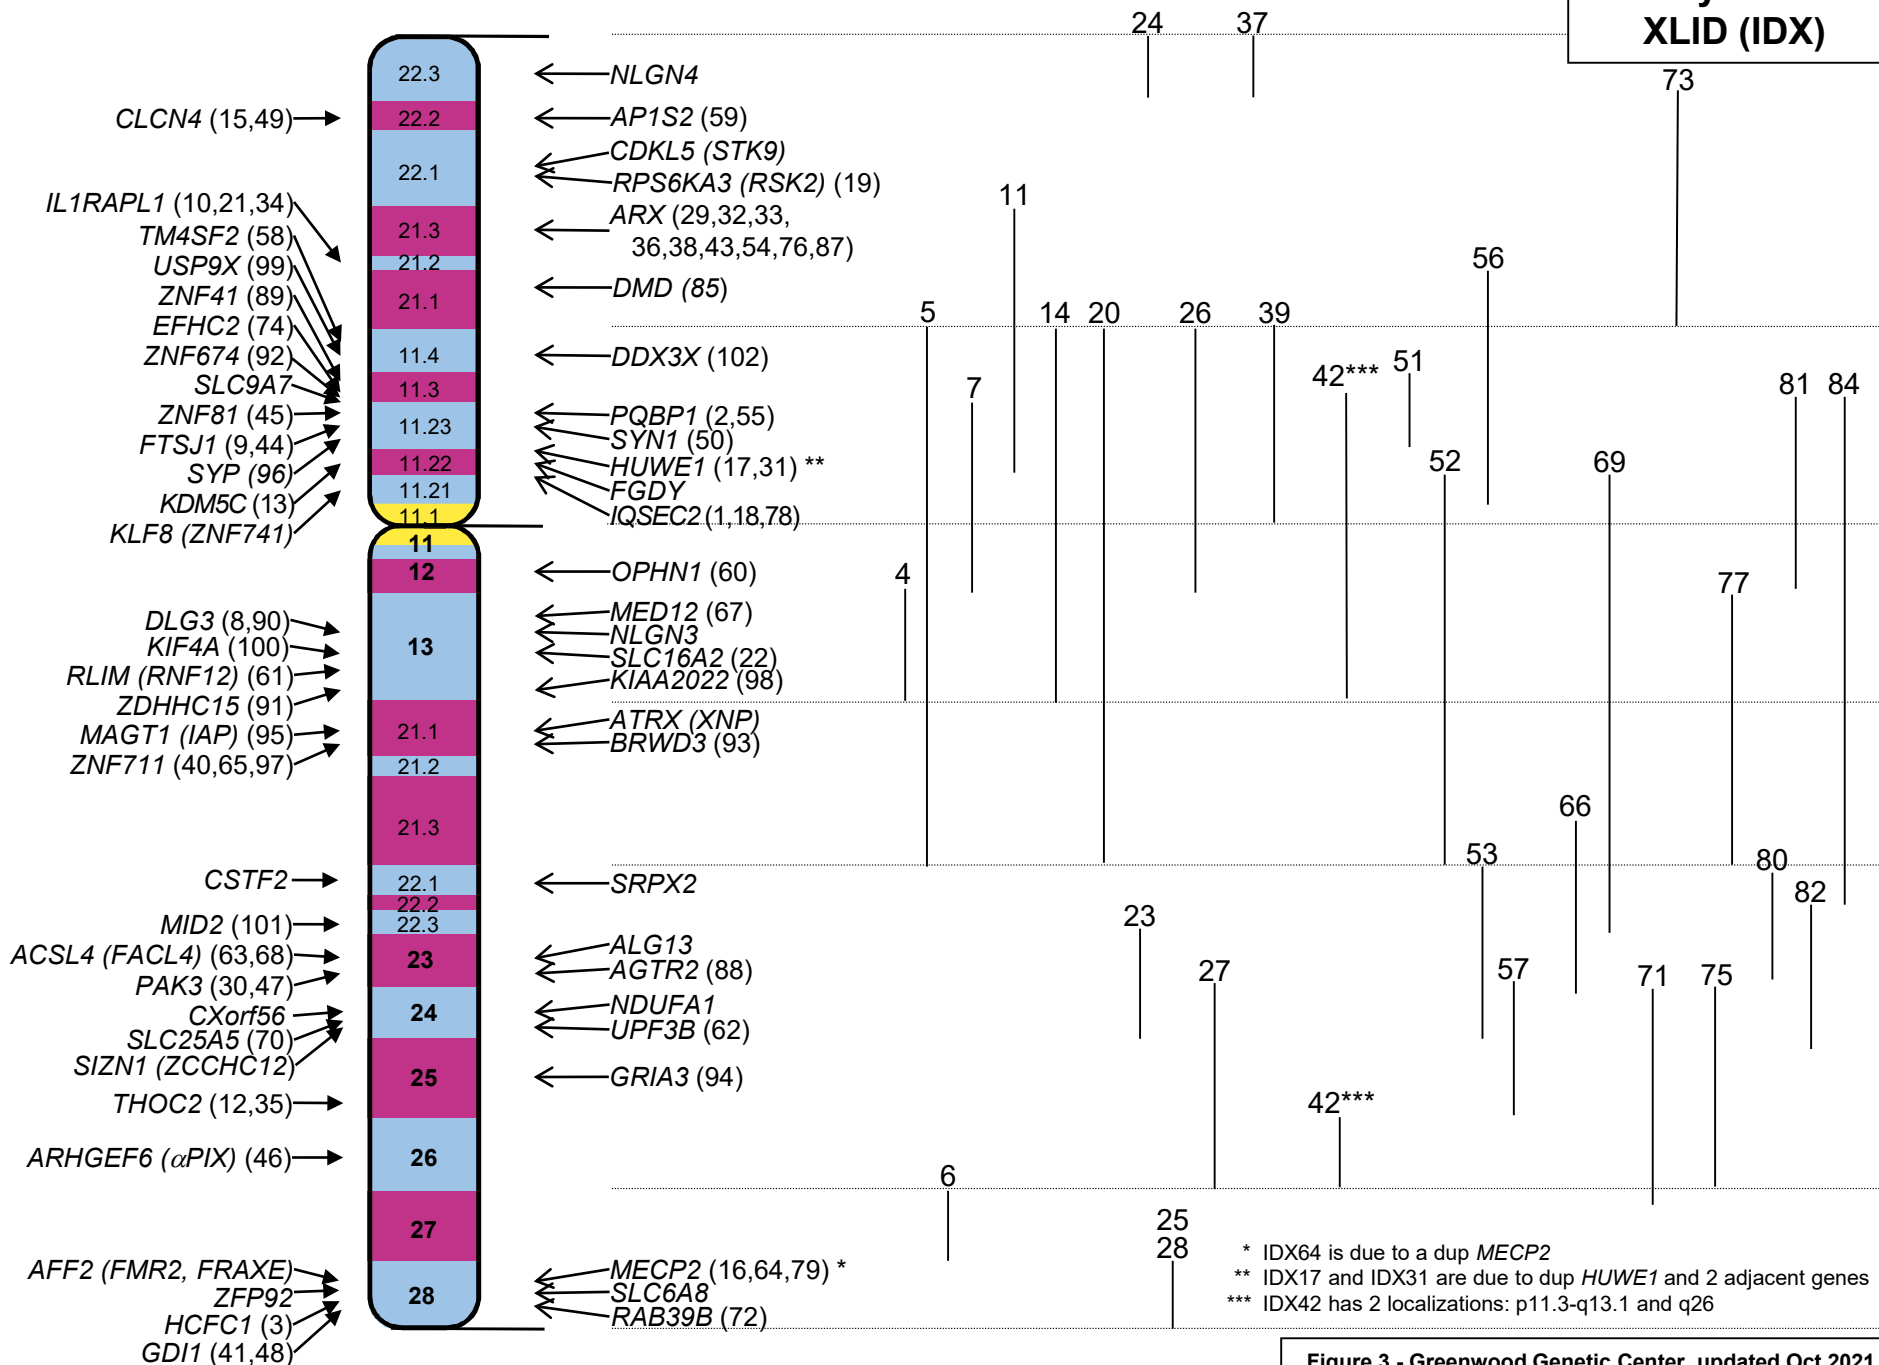 XLID (IDX)
24 37
73
22.3
NLGN4
CLCN4 (15,49)
22.2
AP1S2 (59)
CDKL5 (STK9)
22.1
RPS6KA3 (RSK2) (19)
11
IL1RAPL1 (10,21,34)
ARX (29,32,33,
36,38,43,54,76,87)
21.3
TM4SF2 (58)
21.2
USP9X (99)
56
DMD (85)
21.1
ZNF41 (89)
5 14 20 26 39
EFHC2 (74)
11.4
DDX3X (102)
ZNF674 (92)
42*** 51
SLC9A7
11.3
7 81 84
ZNF81 (45)
PQBP1 (2,55)
11.23
SYN1 (50)
FTSJ1 (9,44)
11.22
HUWE1 (17,31) **
52 69
SYP (96)
11.21
FGDY
KDM5C (13)
11.1
IQSEC2 (1,18,78)
KLF8 (ZNF741)
11
12
OPHN1 (60)
4 77
DLG3 (8,90)
MED12 (67)
NLGN3
KIF4A (100)
13
SLC16A2 (22)
RLIM (RNF12) (61)
KIAA2022 (98)
ZDHHC15 (91)
ATRX (XNP)
MAGT1 (IAP) (95)
21.1
BRWD3 (93)
ZNF711 (40,65,97)
21.2
66
21.3
53 80
CSTF2
22.1
SRPX2
82
22.2
MID2 (101)
22.3
23
ALG13
ACSL4 (FACL4) (63,68)
23
AGTR2 (88)
27 57 71 75
PAK3 (30,47)
NDUFA1
CXorf56
24
UPF3B (62)
SLC25A5 (70)
SIZN1 (ZCCHC12)
25
GRIA3 (94)
THOC2 (12,35)
42***
ARHGEF6 (αPIX) (46)
26
6
27
25
28
* IDX64 is due to a dup MECP2
AFF2 (FMR2, FRAXE)
MECP2 (16,64,79) *
** IDX17 and IDX31 are due to dup HUWE1 and 2 adjacent genes
ZFP92
28
SLC6A8
*** IDX42 has 2 localizations: p11.3-q13.1 and q26
HCFC1 (3)
RAB39B (72)
GDI1 (41,48)
Figure 3 - Greenwood Genetic Center, updated Oct 2021